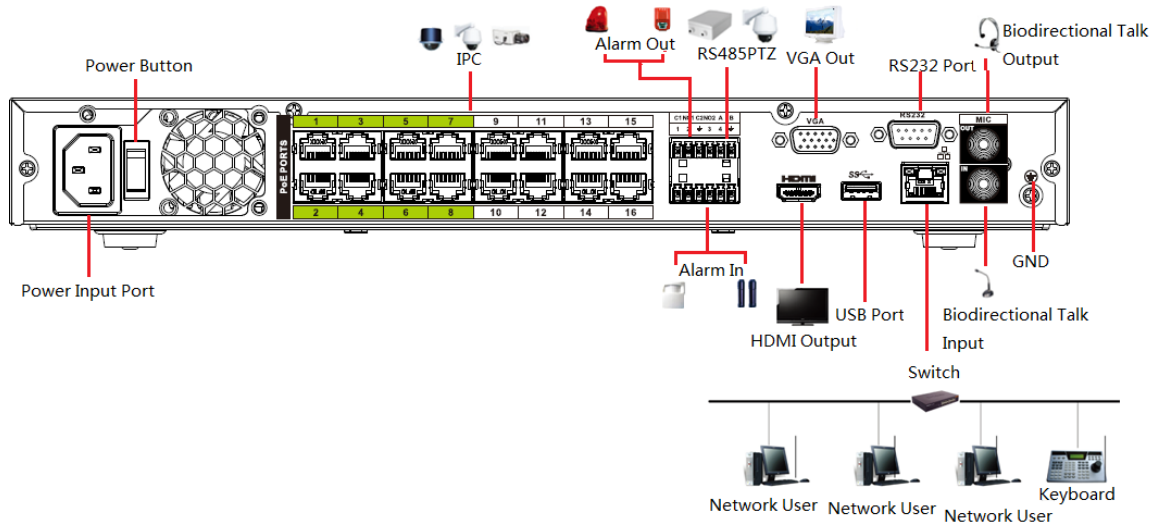 IPC
Alarm Out
RS485PTZ
VGA Out
Biodirectional Talk
Output
Power Button
RS232 Port
1 3 5 7 9 11 13 15
PoE PORTS
2 4 6 8 10 12 14 16
C1 NO1 C2 NO2 A B
1 2 3 4
VGA
RS232
MIC
OUT
IN
HDMI
SS
Power Input Port
Alarm In
GND
USB Port
HDMI Output
Biodirectional Talk
Input
Switch
Network User
Network User
Network User
Keyboard